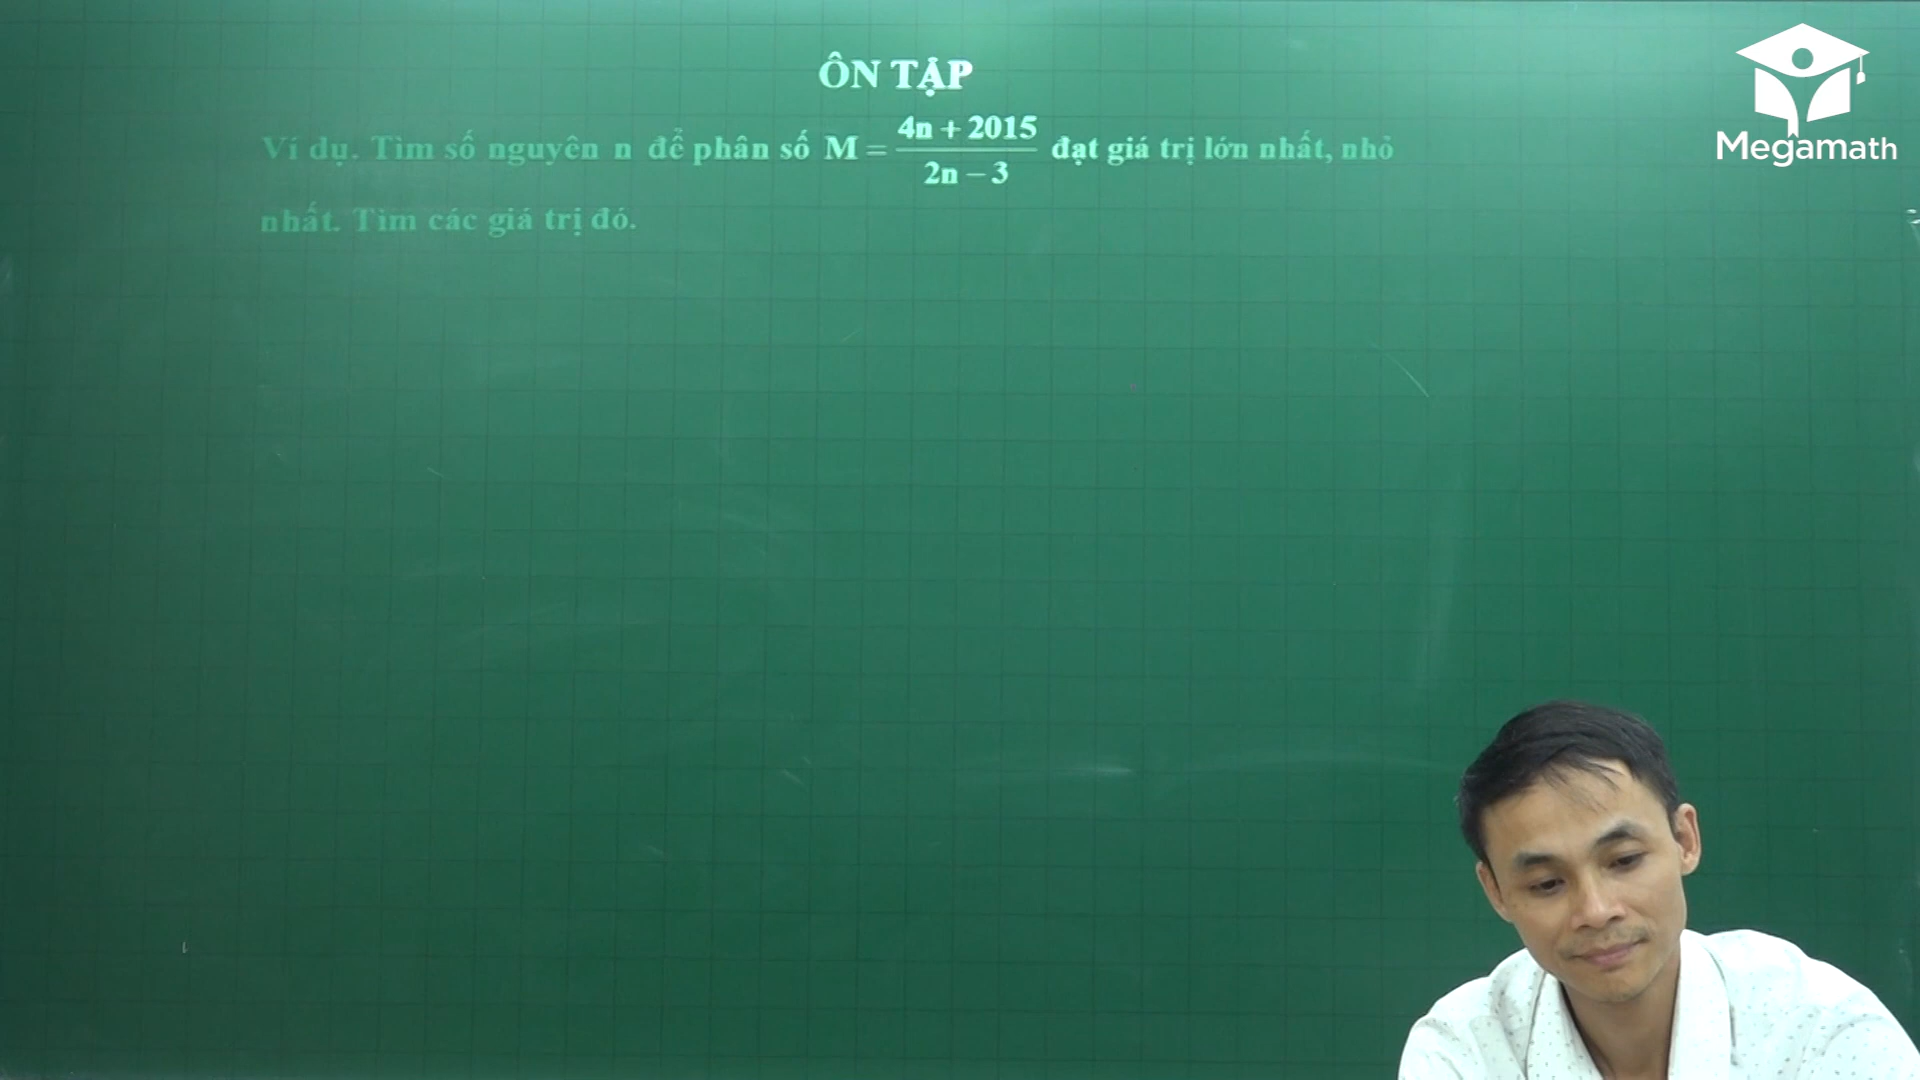 ÔN TẬP
Megamath
Ví dụ. Tìm số nguyên n để phân số M = \frac{4n + 2015}{2n - 3} đạt giá trị lớn nhất, nhỏ
nhất. Tìm các giá trị đó.